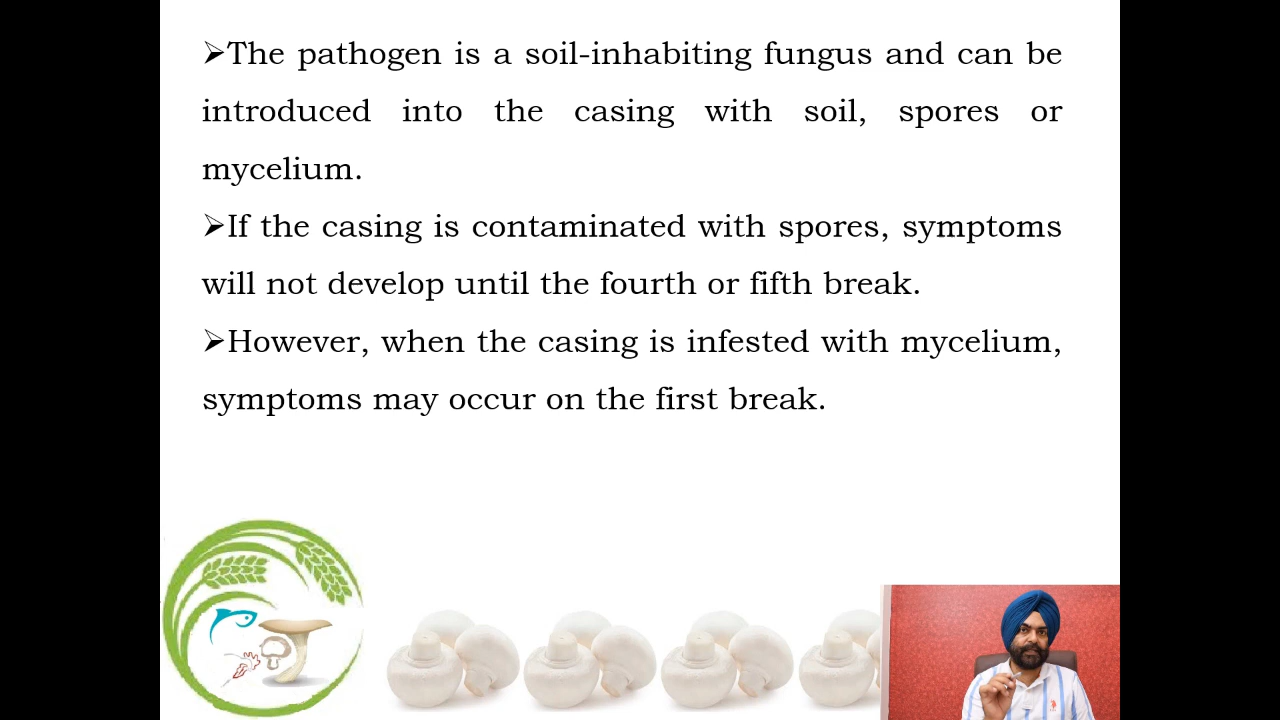 ➢The pathogen is a soil-inhabiting fungus and can be
introduced into the casing with soil, spores or
mycelium.
➢If the casing is contaminated with spores, symptoms
will not develop until the fourth or fifth break.
➢However, when the casing is infested with mycelium,
symptoms may occur on the first break.